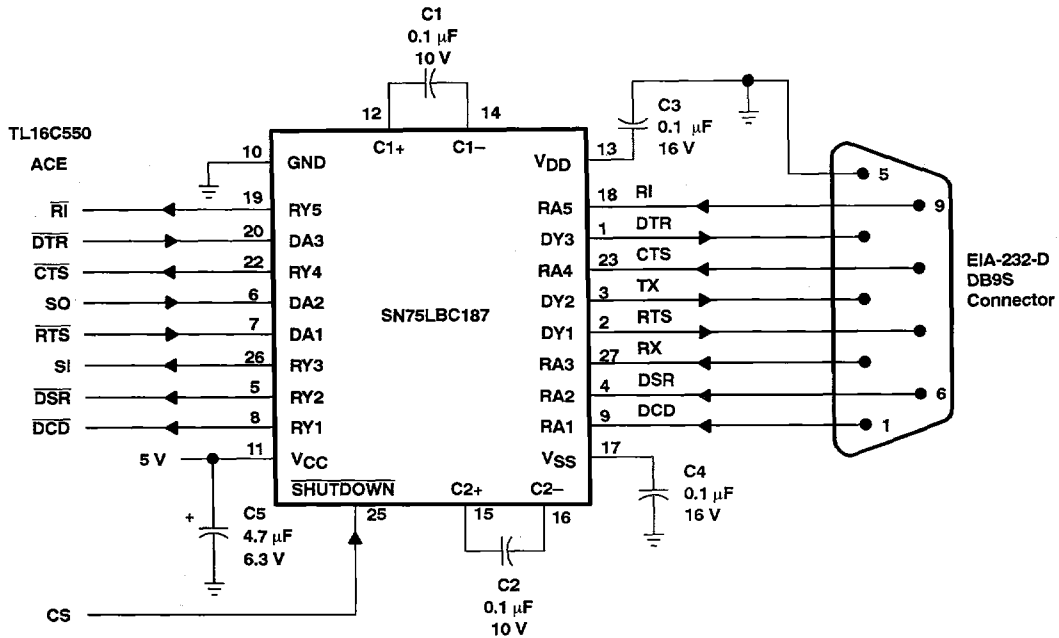 C1
0.1 µF
10 V
12
14
C1+
C1−
C3
0.1 µF
16 V
13
VDD
TL16C550
ACE
10
GND
RI
19
RY5
RA5
18
RI
DTR
20
DA3
DY3
1
DTR
CTS
22
RY4
RA4
23
CTS
SO
6
DA2
DY2
3
TX
RTS
7
DA1
DY1
2
RTS
SI
26
RY3
RA3
27
RX
DSR
5
RY2
RA2
4
DSR
DCD
8
RY1
RA1
9
DCD
5 V
11
VCC
VSS
17
SN75LBC187
5
9
6
1
EIA-232-D
DB9S
Connector
SHUTDOWN
25
C2+
C2−
15
16
C4
0.1 µF
16 V
+
C5
4.7 µF
6.3 V
C2
0.1 µF
10 V
CS